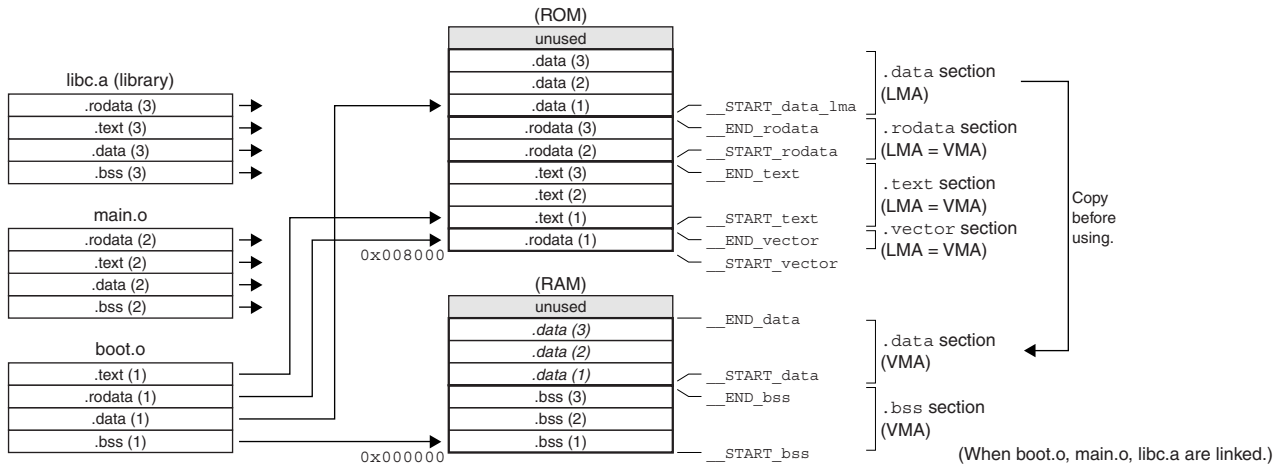 libc.a (library)
.rodata (3)
.text (3)
.data (3)
.bss (3)
main.o
.rodata (2)
.text (2)
.data (2)
.bss (2)
boot.o
.text (1)
.rodata (1)
.data (1)
.bss (1)
(ROM)
unused
.data (3)
.data (2)
.data (1)
.rodata (3)
.rodata (2)
.text (3)
.text (2)
.text (1)
.rodata (1)
0x008000
__START_data_lma
__END_rodata
__START_rodata
__END_text
__START_text
__END_vector
__START_vector
.data section
(LMA)
.rodata section
(LMA = VMA)
.text section
(LMA = VMA)
.vector section
(LMA = VMA)
Copy
before
using.
(RAM)
unused
.data (3)
.data (2)
.data (1)
.bss (3)
.bss (2)
.bss (1)
0x000000
__END_data
__START_data
__END_bss
__START_bss
.data section
(VMA)
.bss section
(VMA)
(When boot.o, main.o, libc.a are linked.)